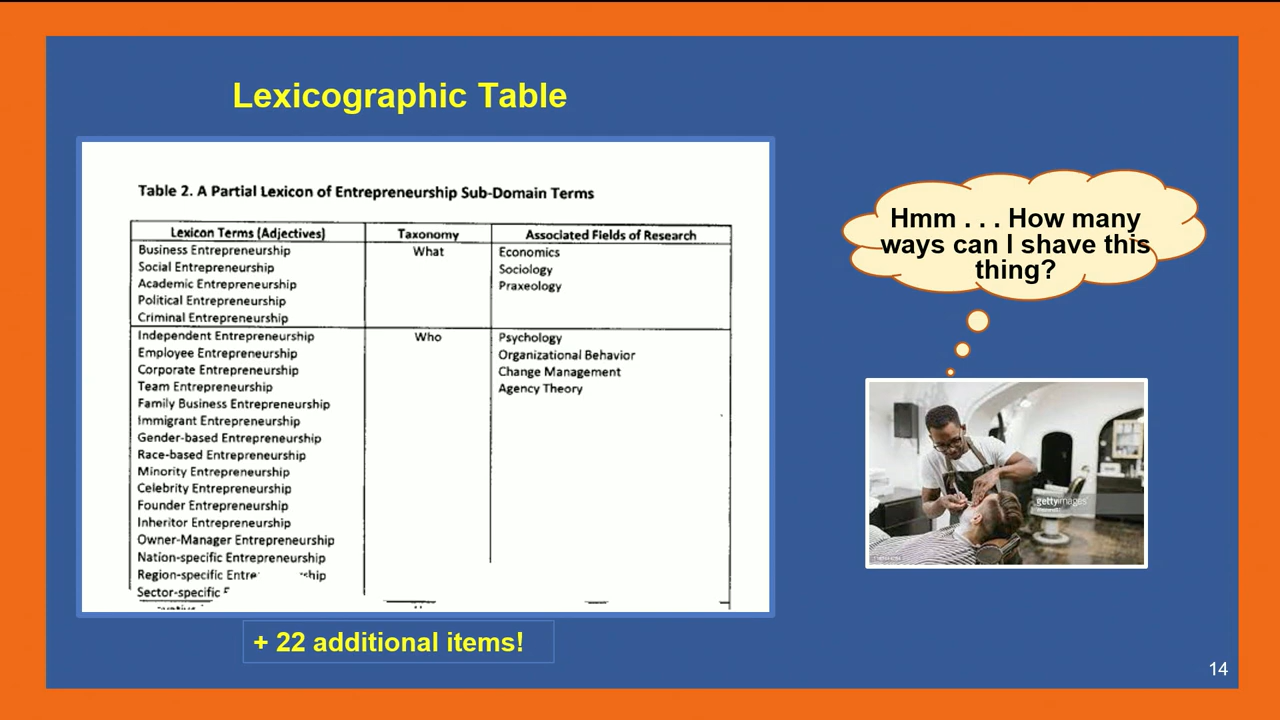 Lexicographic Table
Table 2. A Partial Lexicon of Entrepreneurship Sub-Domain Terms
Lexicon Terms (Adjectives) Taxonomy Associated Fields of Research
Business Entrepreneurship What Economics
Social Entrepreneurship Sociology
Academic Entrepreneurship Praxeology
Political Entrepreneurship
Criminal Entrepreneurship
Independent Entrepreneurship Who Psychology
Employee Entrepreneurship Organizational Behavior
Corporate Entrepreneurship Change Management
Team Entrepreneurship Agency Theory
Family Business Entrepreneurship
Immigrant Entrepreneurship
Gender-based Entrepreneurship
Race-based Entrepreneurship
Minority Entrepreneurship
Celebrity Entrepreneurship
Founder Entrepreneurship
Inheritor Entrepreneurship
Owner-Manager Entrepreneurship
Nation-specific Entrepreneurship
Region-specific
Sector-specific
+ 22 additional items!
Hmm . . . How many
ways can I shave this
thing?
gettyimages
14